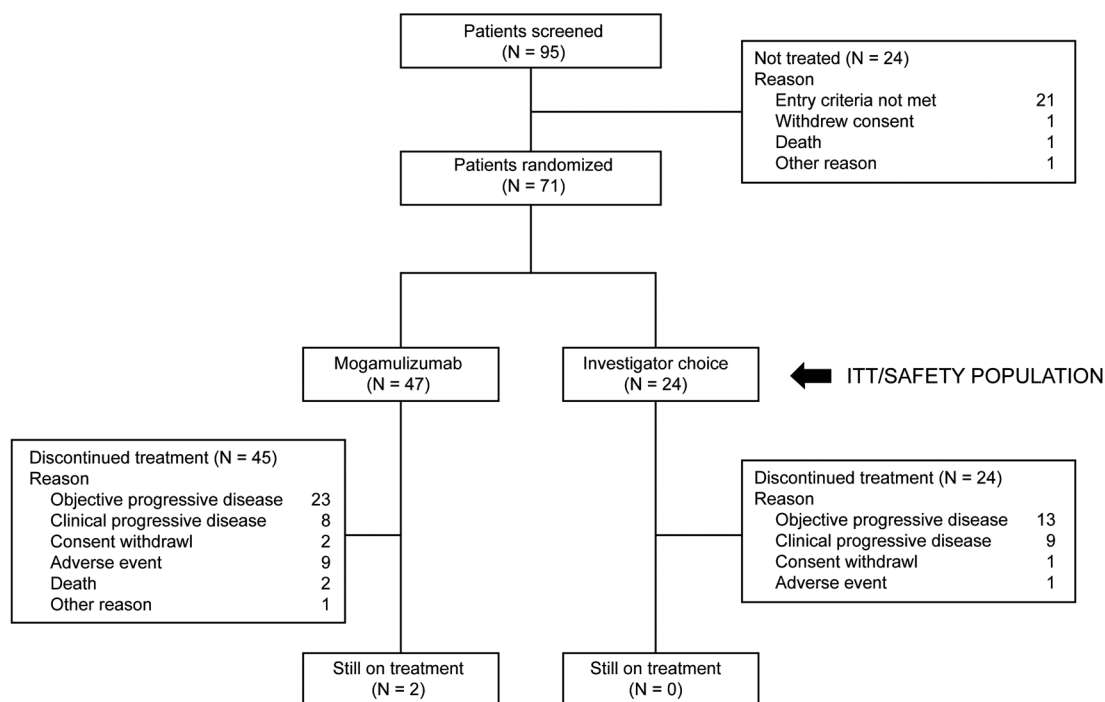 Patients screened
(N = 95)
Not treated (N = 24)
Reason
Entry criteria not met 21
Withdrew consent 1
Death 1
Other reason 1
Patients randomized
(N = 71)
Mogamulizumab
(N = 47)
Investigator choice
(N = 24)
ITT/SAFETY POPULATION
Discontinued treatment (N = 45)
Reason
Objective progressive disease 23
Clinical progressive disease 8
Consent withdrawl 2
Adverse event 9
Death 2
Other reason 1
Discontinued treatment (N = 24)
Reason
Objective progressive disease 13
Clinical progressive disease 9
Consent withdrawl 1
Adverse event 1
Still on treatment
(N = 2)
Still on treatment
(N = 0)